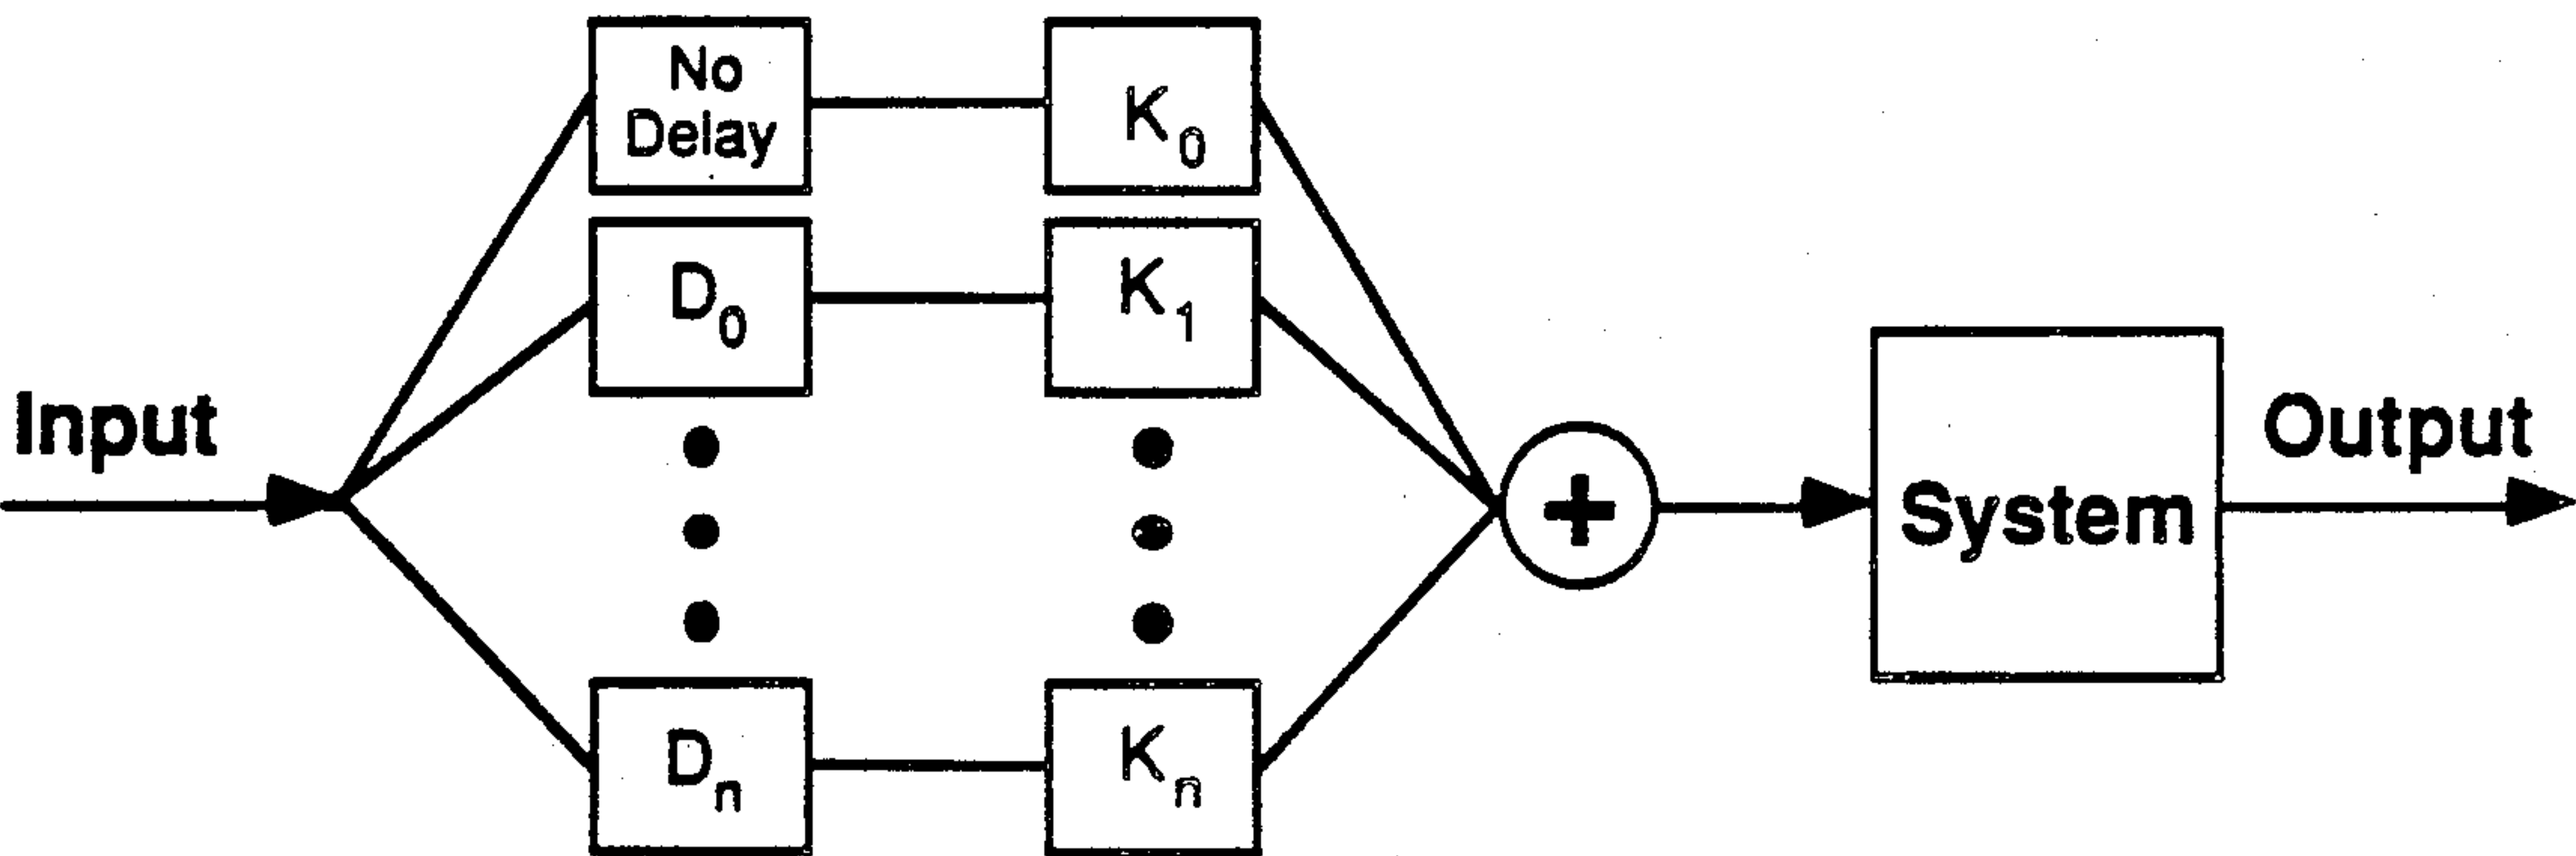 No
Delay
K0
D0
K1
Input
+
System
Output
Dn
Kn